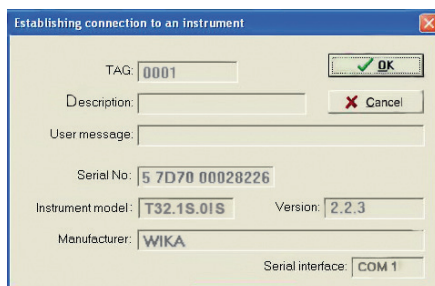 Establishing connection to an instrument
TAG: 0001
OK
Description:
Cancel
User message:
Serial No: 5 7D70 00028226
Instrument model: T32.1S.0IS Version: 2.2.3
Manufacturer: WIKA
Serial interface: COM 1